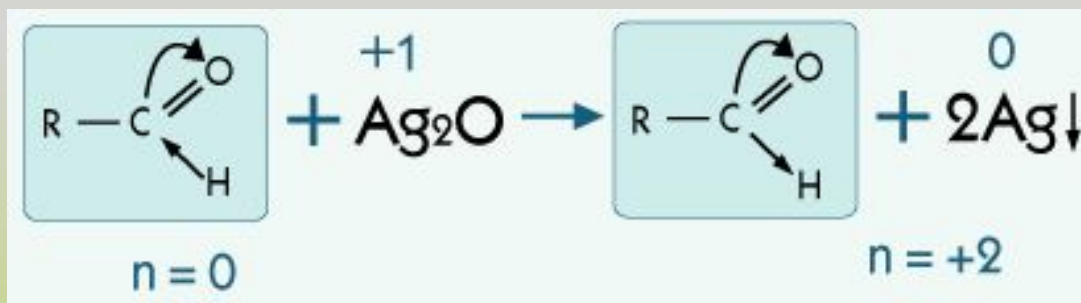 +1 0
R — C O H + Ag₂O → R — C O H + 2Ag↓
n = 0 n = +2